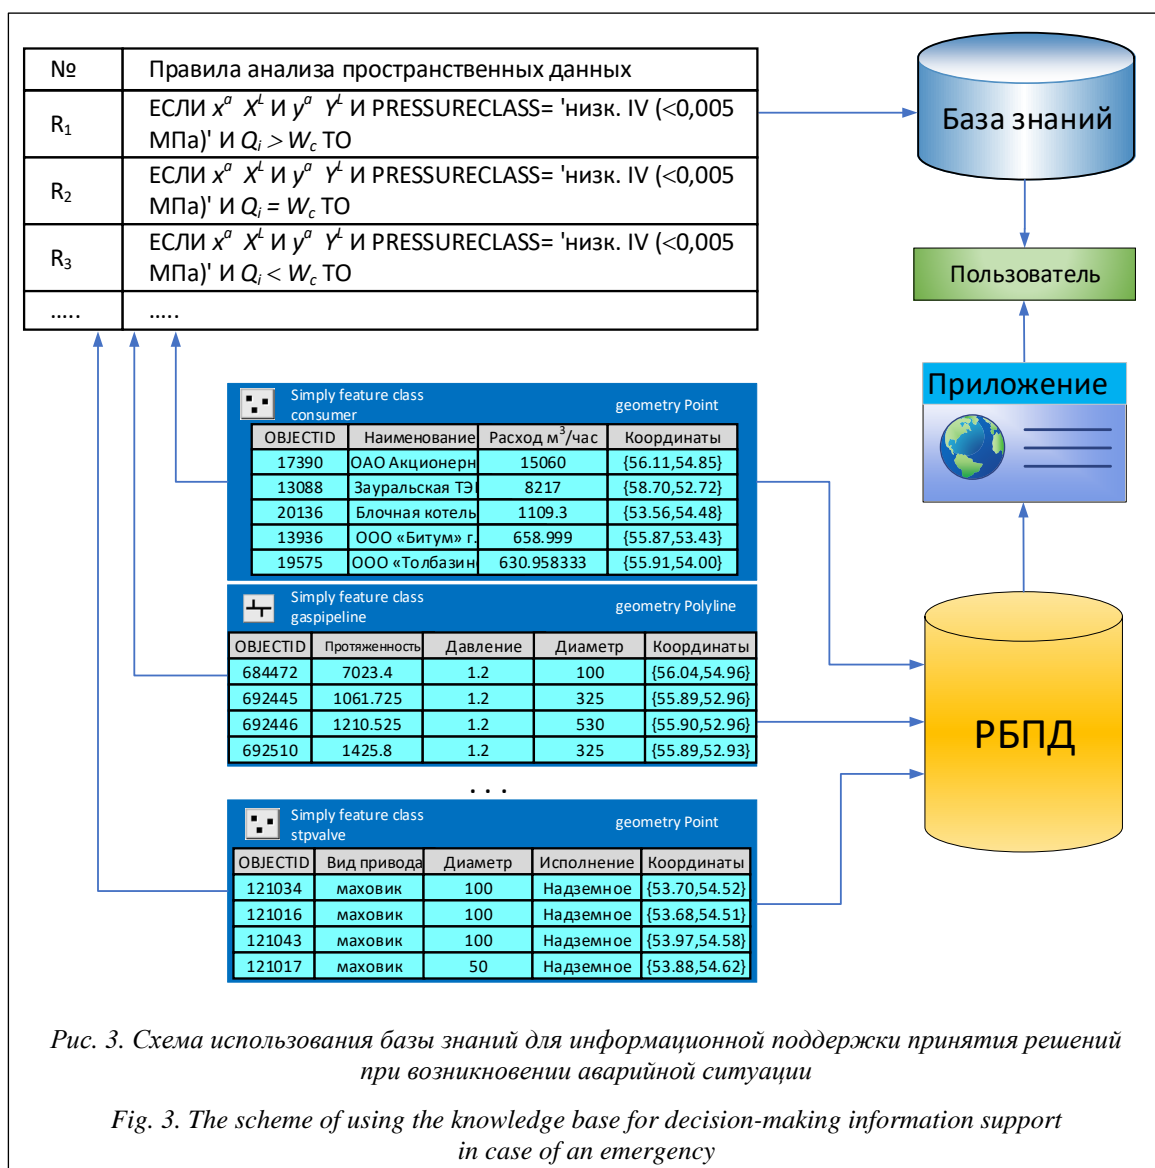 № Правила анализа пространственных данных
R1 ЕСЛИ xᵃ Xᴸ И yᵃ Yᴸ И PRESSURECLASS= 'низк. IV (<0,005
МПа)' И Qi > Wc ТО
R2 ЕСЛИ xᵃ Xᴸ И yᵃ Yᴸ И PRESSURECLASS= 'низк. IV (<0,005
МПа)' И Qi = Wc ТО
R3 ЕСЛИ xᵃ Xᴸ И yᵃ Yᴸ И PRESSURECLASS= 'низк. IV (<0,005
МПа)' И Qi < Wc ТО
..... .....
База знаний
Пользователь
Приложение
РБПД
Simply feature class
consumer geometry Point
OBJECTID Наименование Расход м³/час Координаты
17390 ОАО Акционерн 15060 {56.11,54.85}
13088 Зауральская ТЭ 8217 {58.70,52.72}
20136 Блочная котель 1109.3 {53.56,54.48}
13936 ООО «Битум» г. 658.999 {55.87,53.43}
19575 ООО «Толбазин 630.958333 {55.91,54.00}
Simply feature class
gaspipeline geometry Polyline
OBJECTID Протяженность Давление Диаметр Координаты
684472 7023.4 1.2 100 {56.04,54.96}
692445 1061.725 1.2 325 {55.89,52.96}
692446 1210.525 1.2 530 {55.90,52.96}
692510 1425.8 1.2 325 {55.89,52.93}
. . .
Simply feature class
stpvalve geometry Point
OBJECTID Вид привода Диаметр Исполнение Координаты
121034 маховик 100 Надземное {53.70,54.52}
121016 маховик 100 Надземное {53.68,54.51}
121043 маховик 100 Надземное {53.97,54.58}
121017 маховик 50 Надземное {53.88,54.62}
Рис. 3. Схема использования базы знаний для информационной поддержки принятия решений
при возникновении аварийной ситуации
Fig. 3. The scheme of using the knowledge base for decision-making information support
in case of an emergency